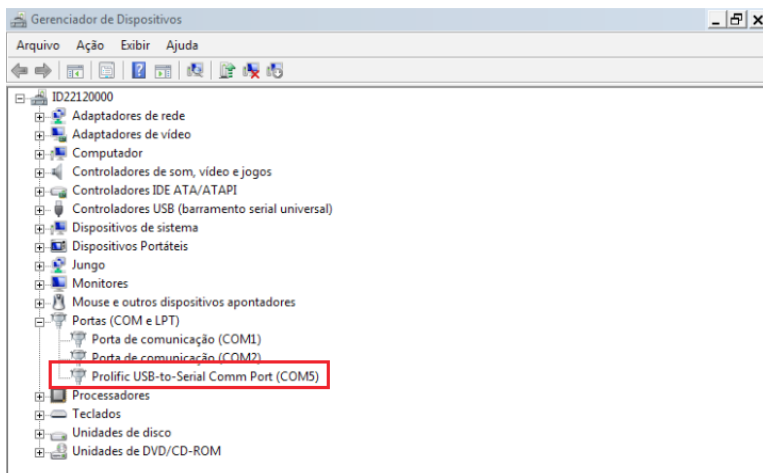 Gerenciador de Dispositivos
Arquivo Ação Exibir Ajuda
ID22120000
Adaptadores de rede
Adaptadores de vídeo
Computador
Controladores de som, vídeo e jogos
Controladores IDE ATA/ATAPI
Controladores USB (barramento serial universal)
Dispositivos de sistema
Dispositivos Portáteis
Jungo
Monitores
Mouse e outros dispositivos apontadores
Portas (COM e LPT)
Porta de comunicação (COM1)
Porta de comunicação (COM2)
Prolific USB-to-Serial Comm Port (COM5)
Processadores
Teclados
Unidades de disco
Unidades de DVD/CD-ROM